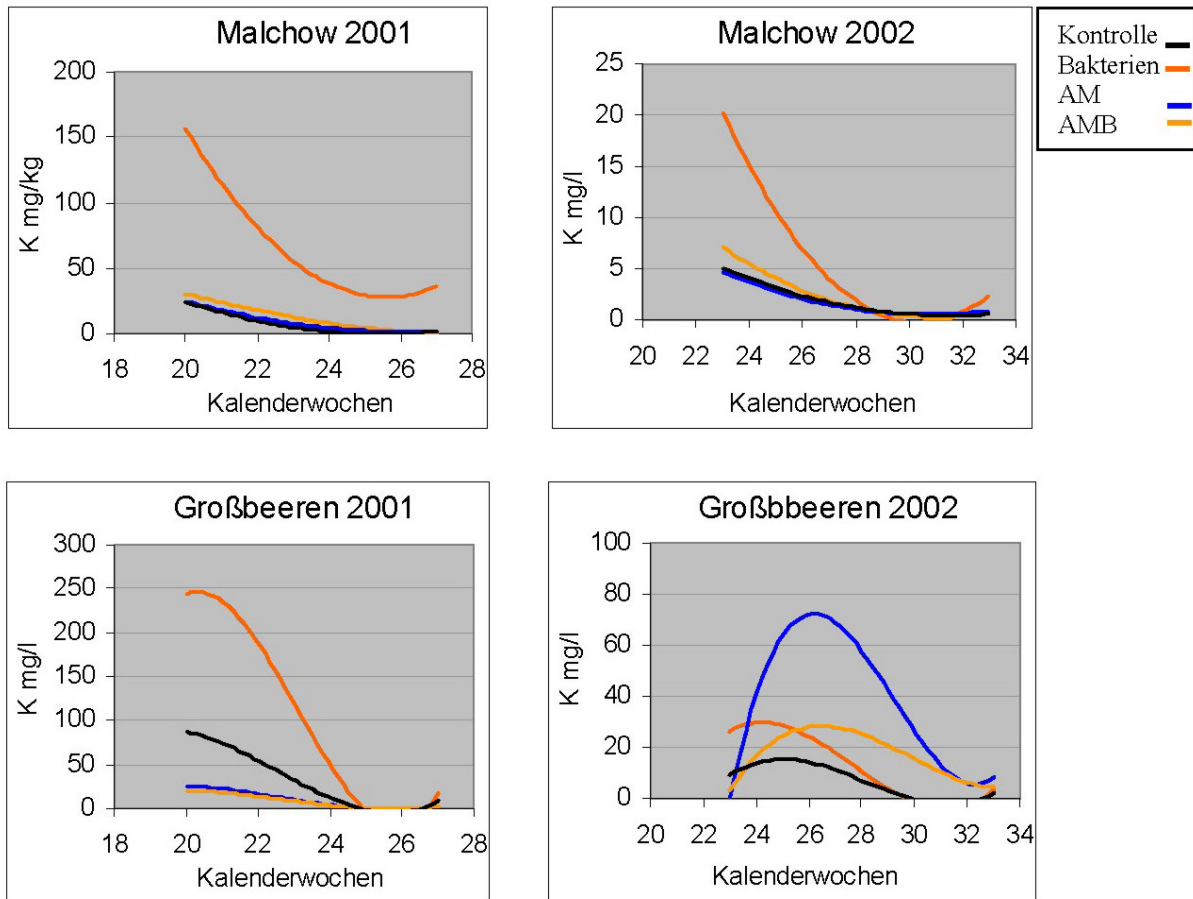 Malchow 2001
200
150
100
50
0
K mg/kg
18 20 22 24 26 28
Kalenderwochen
Malchow 2002
25
20
15
10
5
0
K mg/l
20 22 24 26 28 30 32 34
Kalenderwochen
Kontrolle
Bakterien
AM
AMB
Großbeeren 2001
300
250
200
150
100
50
0
K mg/l
18 20 22 24 26 28
Kalenderwochen
Großbbeeren 2002
100
80
60
40
20
0
K mg/l
20 22 24 26 28 30 32 34
Kalenderwochen